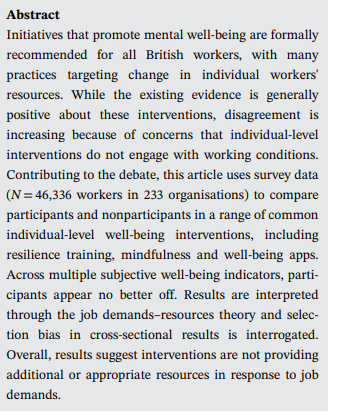 Abstract
Initiatives that promote mental well-being are formally
recommended for all British workers, with many
practices targeting change in individual workers'
resources. While the existing evidence is generally
positive about these interventions, disagreement is
increasing because of concerns that individual-level
interventions do not engage with working conditions.
Contributing to the debate, this article uses survey data
(N = 46,336 workers in 233 organisations) to compare
participants and nonparticipants in a range of common
individual-level well-being interventions, including
resilience training, mindfulness and well-being apps.
Across multiple subjective well-being indicators, parti-
cipants appear no better off. Results are interpreted
through the job demands–resources theory and selec-
tion bias in cross-sectional results is interrogated.
Overall, results suggest interventions are not providing
additional or appropriate resources in response to job
demands.